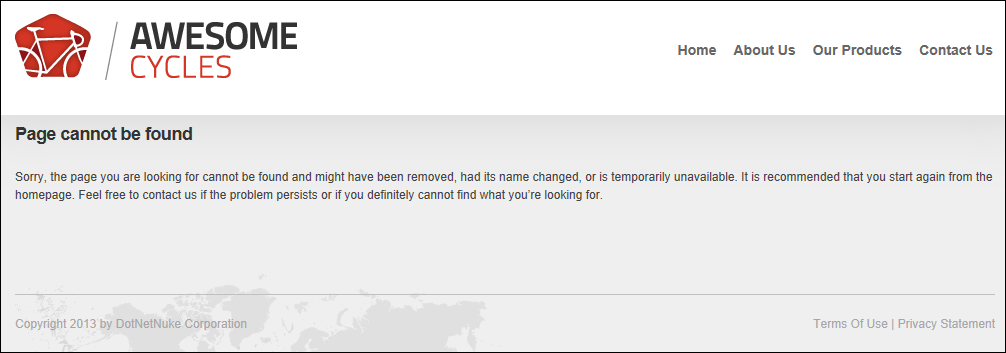 AWESOME
CYCLES
Home About Us Our Products Contact Us
Page cannot be found
Sorry, the page you are looking for cannot be found and might have been removed, had its name changed, or is temporarily unavailable. It is recommended that you start again from the
homepage. Feel free to contact us if the problem persists or if you definitely cannot find what you're looking for.
Copyright 2013 by DotNetNuke Corporation Terms Of Use | Privacy Statement